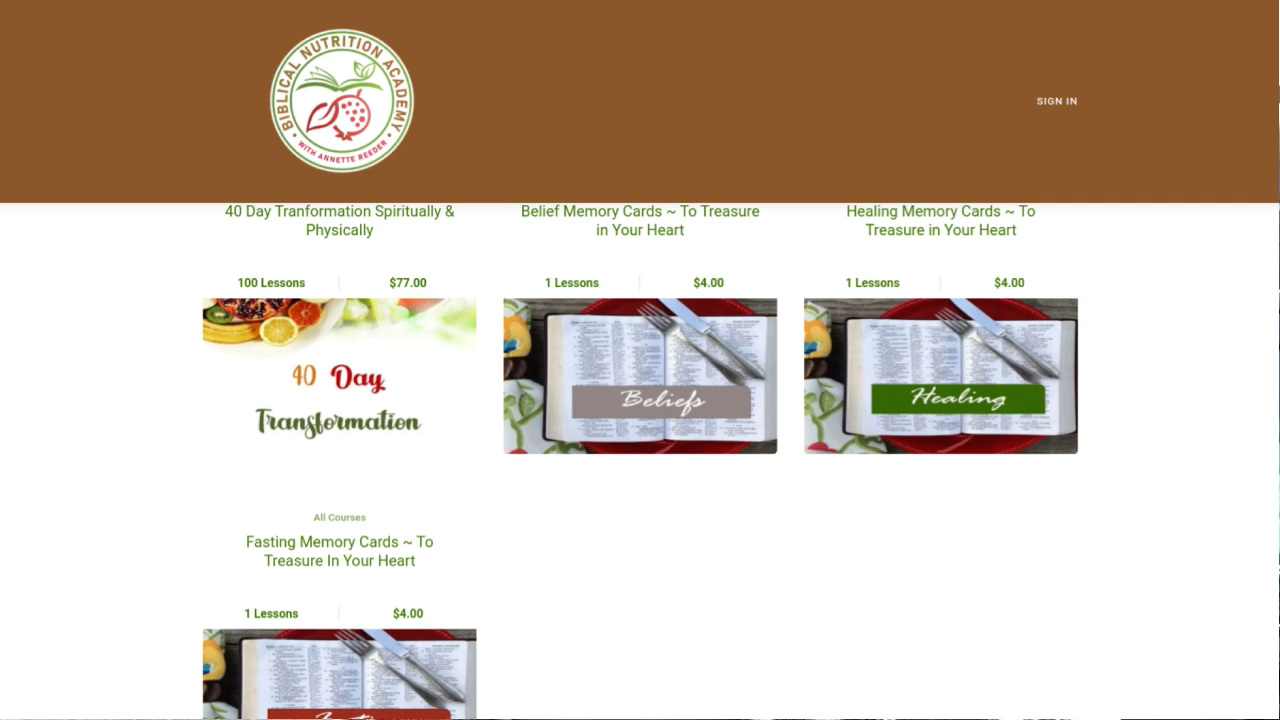 BIBLICAL NUTRITION ACADEMY
• WITH ANNETTE REEDER •
SIGN IN
40 Day Tranformation Spiritually &
Physically
100 Lessons
$77.00
40 Day
Transformation
Belief Memory Cards ~ To Treasure
in Your Heart
1 Lessons
$4.00
Beliefs
Healing Memory Cards ~ To
Treasure in Your Heart
1 Lessons
$4.00
Healing
All Courses
Fasting Memory Cards ~ To
Treasure In Your Heart
1 Lessons
$4.00